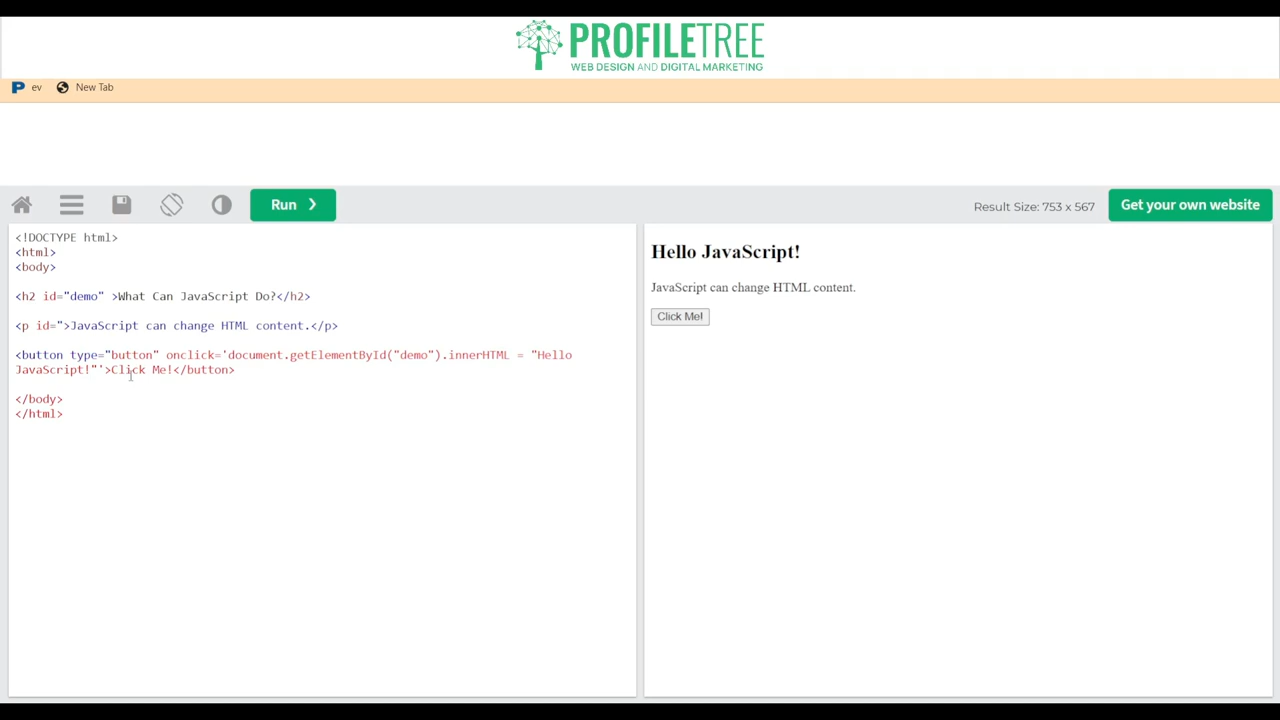 PROFILETREE
WEB DESIGN AND DIGITAL MARKETING
ev New Tab
Run ❯
Result Size: 753 x 567
Get your own website
<!DOCTYPE html>
<html>
<body>
<h2 id="demo" >What Can JavaScript Do?</h2>
<p id=">JavaScript can change HTML content.</p>
<button type="button" onclick='document.getElementById("demo").innerHTML = "Hello
JavaScript!"'>Click Me!</button>
</body>
</html>
Hello JavaScript!
JavaScript can change HTML content.
Click Me!